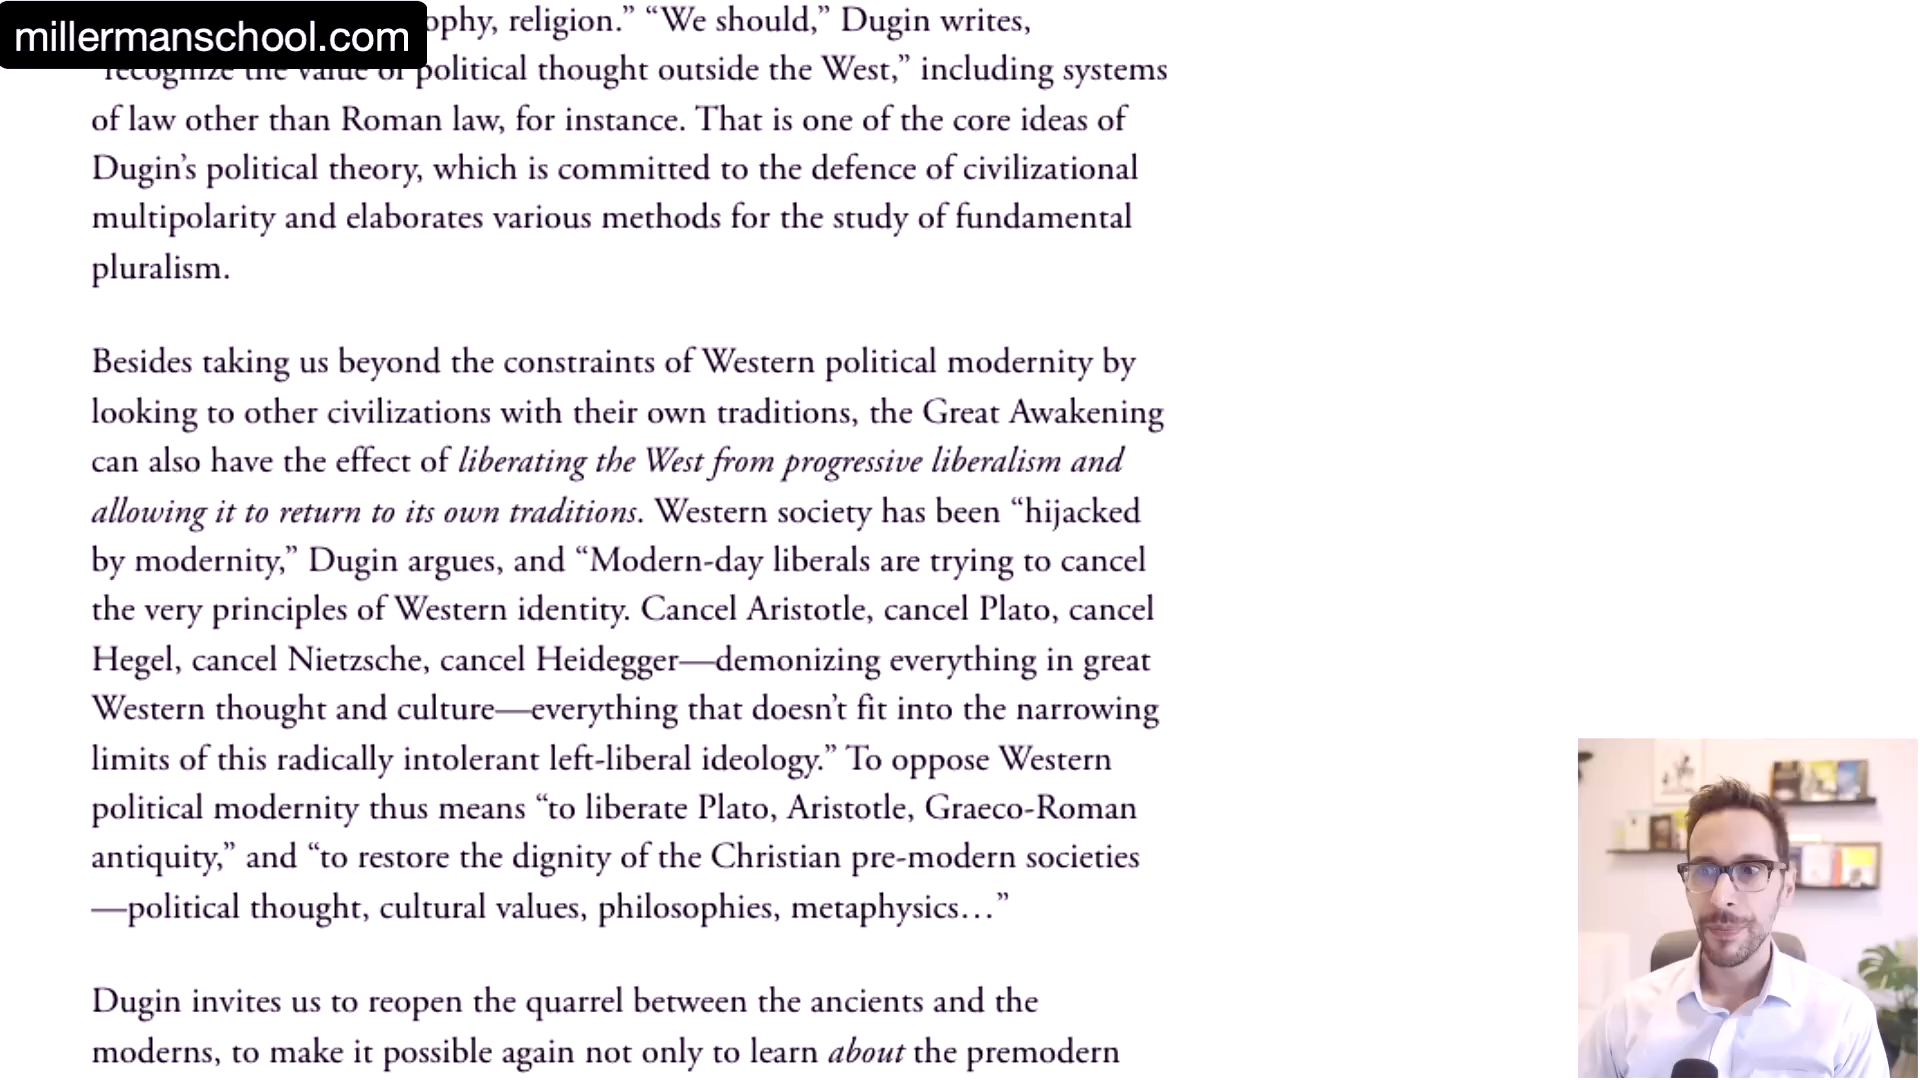 millermanschool.com
ophy, religion.” “We should,” Dugin writes,
“recognize the value of political thought outside the West,” including systems
of law other than Roman law, for instance. That is one of the core ideas of
Dugin’s political theory, which is committed to the defence of civilizational
multipolarity and elaborates various methods for the study of fundamental
pluralism.
Besides taking us beyond the constraints of Western political modernity by
looking to other civilizations with their own traditions, the Great Awakening
can also have the effect of liberating the West from progressive liberalism and
allowing it to return to its own traditions. Western society has been “hijacked
by modernity,” Dugin argues, and “Modern-day liberals are trying to cancel
the very principles of Western identity. Cancel Aristotle, cancel Plato, cancel
Hegel, cancel Nietzsche, cancel Heidegger—demonizing everything in great
Western thought and culture—everything that doesn’t fit into the narrowing
limits of this radically intolerant left-liberal ideology.” To oppose Western
political modernity thus means “to liberate Plato, Aristotle, Graeco-Roman
antiquity,” and “to restore the dignity of the Christian pre-modern societies
—political thought, cultural values, philosophies, metaphysics…”
Dugin invites us to reopen the quarrel between the ancients and the
moderns, to make it possible again not only to learn about the premodern